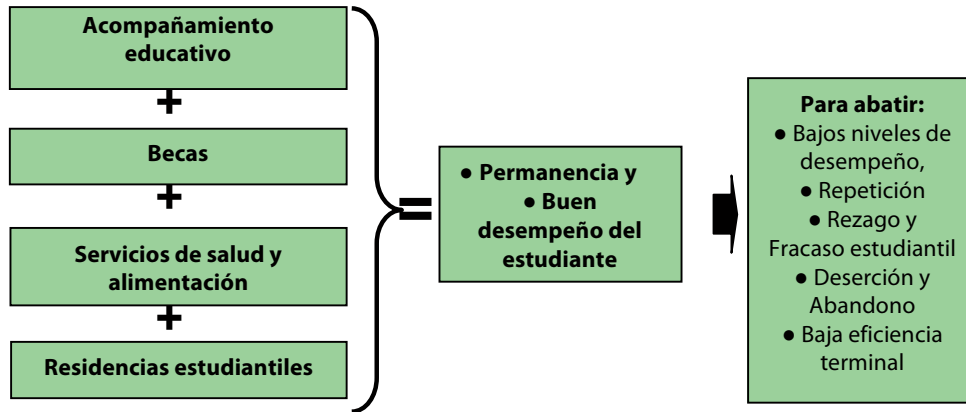 Acompañamiento
educativo
+
Becas
+
Servicios de salud y
alimentación
+
Residencias estudiantiles
=
● Permanencia y
● Buen
desempeño del
estudiante
Para abatir:
● Bajos niveles de
desempeño,
● Repetición
● Rezago y
Fracaso estudiantil
● Deserción y
Abandono
● Baja eficiencia
terminal